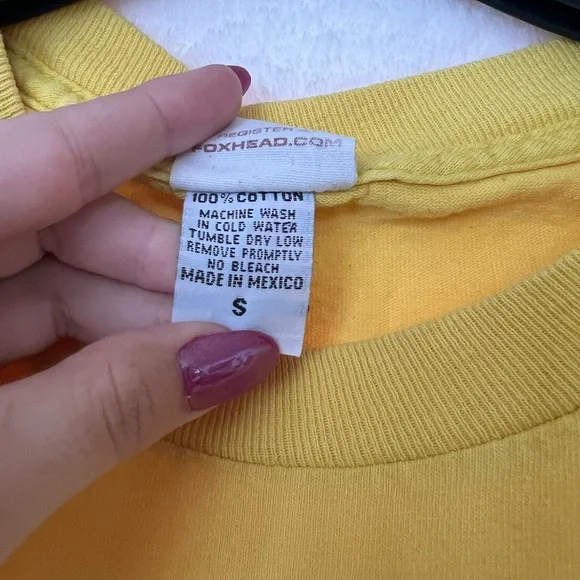 REGISTER
FOXHEAD.COM
100% COTTON
MACHINE WASH
IN COLD WATER
TUMBLE DRY LOW
REMOVE PROMPTLY
NO BLEACH
MADE IN MEXICO
S